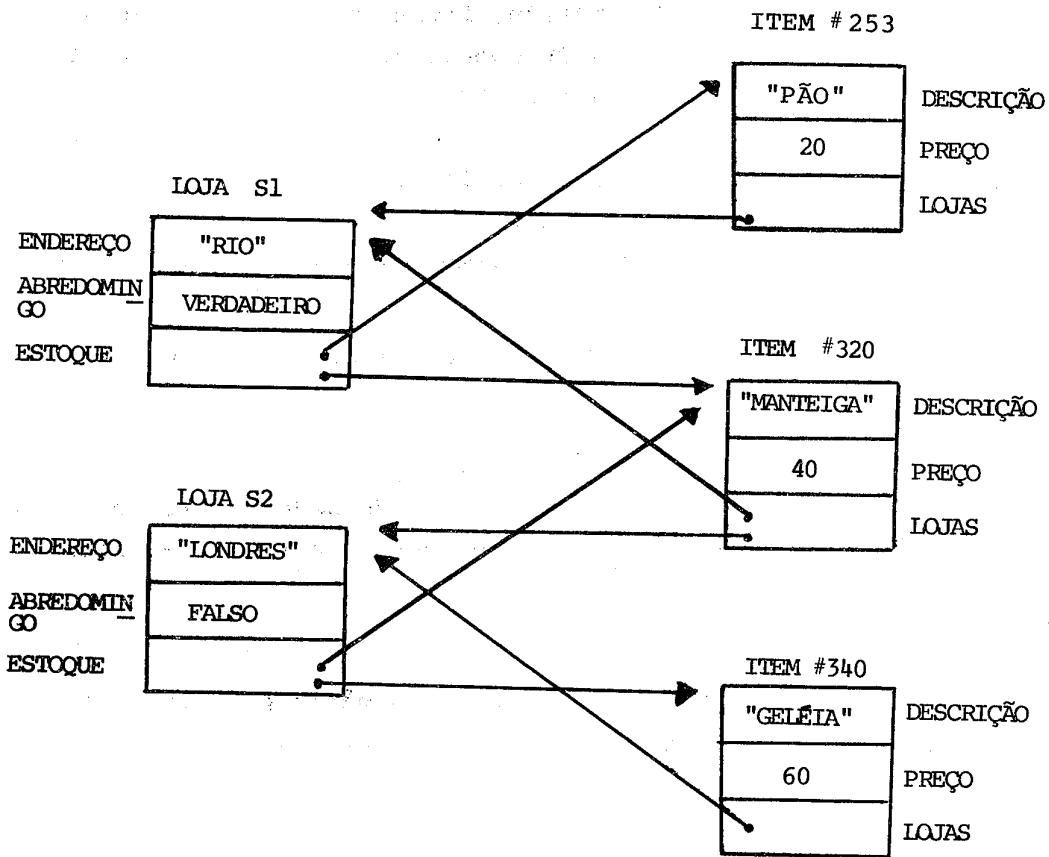 ITEM #253
"PÃO" DESCRIÇÃO
20 PREÇO
LOJAS
LOJA S1
ENDEREÇO "RIO"
ABREDOMIN
GO
VERDADEIRO
ESTOQUE
ITEM #320
"MANTEIGA" DESCRIÇÃO
40 PREÇO
LOJAS
LOJA S2
ENDEREÇO "LONDRES"
ABREDOMIN
GO
FALSO
ESTOQUE
ITEM #340
"GELÉIA" DESCRIÇÃO
60 PREÇO
LOJAS